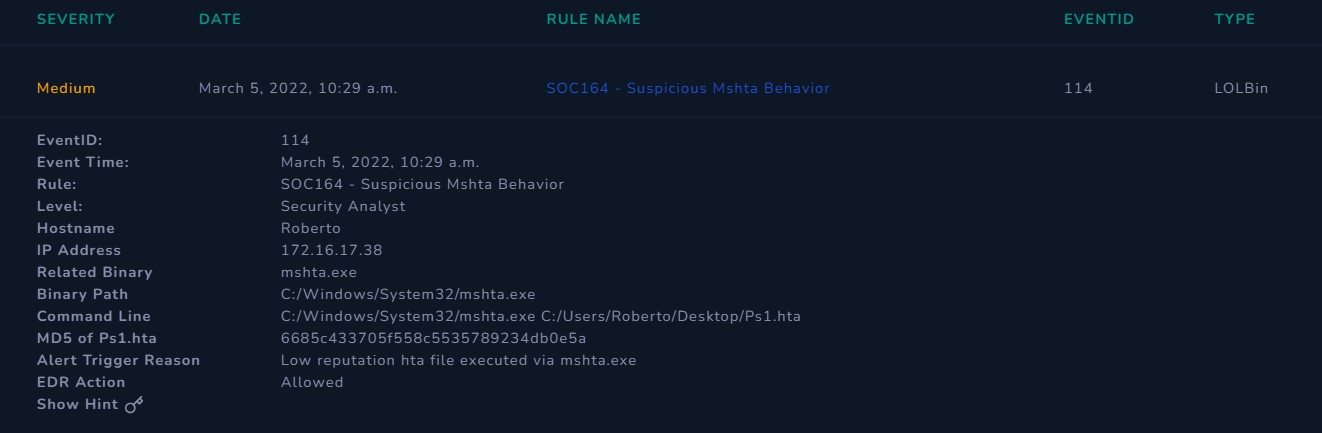 SEVERITY DATE RULE NAME EVENTID TYPE
Medium March 5, 2022, 10:29 a.m. SOC164 - Suspicious Mshta Behavior 114 LOLBin
EventID: 114
Event Time: March 5, 2022, 10:29 a.m.
Rule: SOC164 - Suspicious Mshta Behavior
Level: Security Analyst
Hostname Roberto
IP Address 172.16.17.38
Related Binary mshta.exe
Binary Path C:/Windows/System32/mshta.exe
Command Line C:/Windows/System32/mshta.exe C:/Users/Roberto/Desktop/Ps1.hta
MD5 of Ps1.hta 6685c433705f558c5535789234db0e5a
Alert Trigger Reason Low reputation hta file executed via mshta.exe
EDR Action Allowed
Show Hint